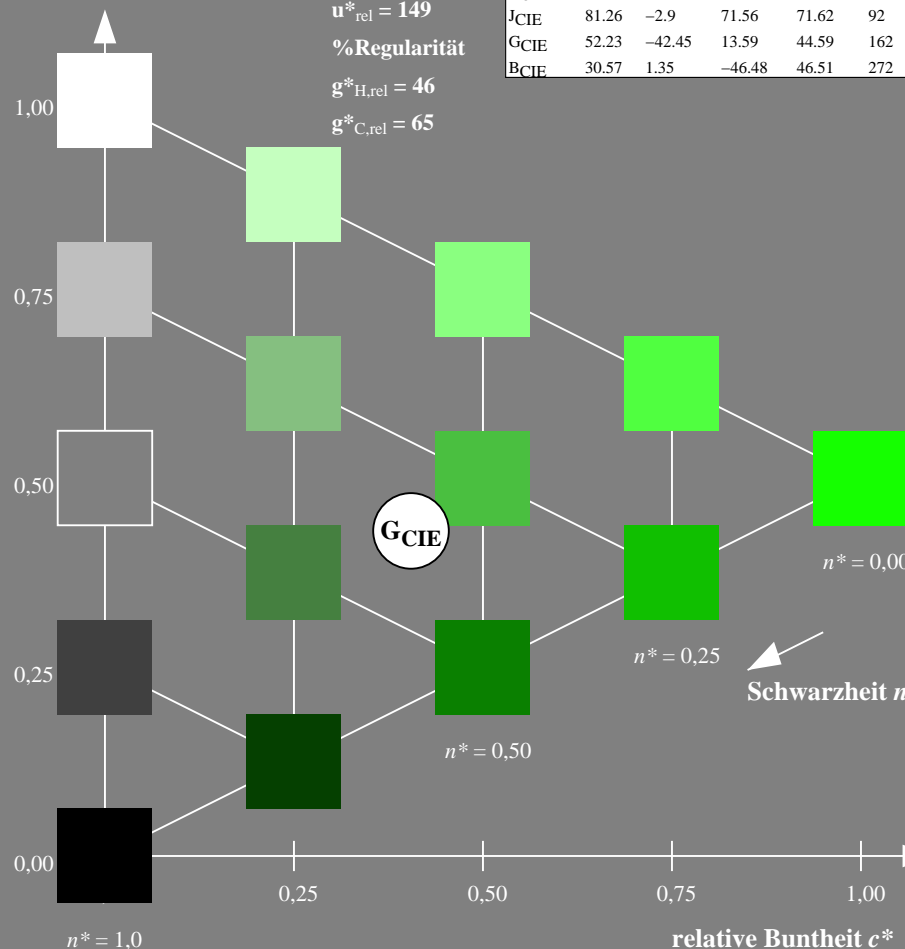 u*rel = 149
%Regularität
g*H,rel = 46
g*C,rel = 65
JCIE 81.26 −2.9 71.56 71.62 92
GCIE 52.23 −42.45 13.59 44.59 162
BCIE 30.57 1.35 −46.48 46.51 272
1,00
0,75
0,50
0,25
0,00
GCIE
n* = 0,00
n* = 0,25
Schwarzheit n
n* = 0,50
0,25 0,50 0,75 1,00
n* = 1,0
relative Buntheit c*